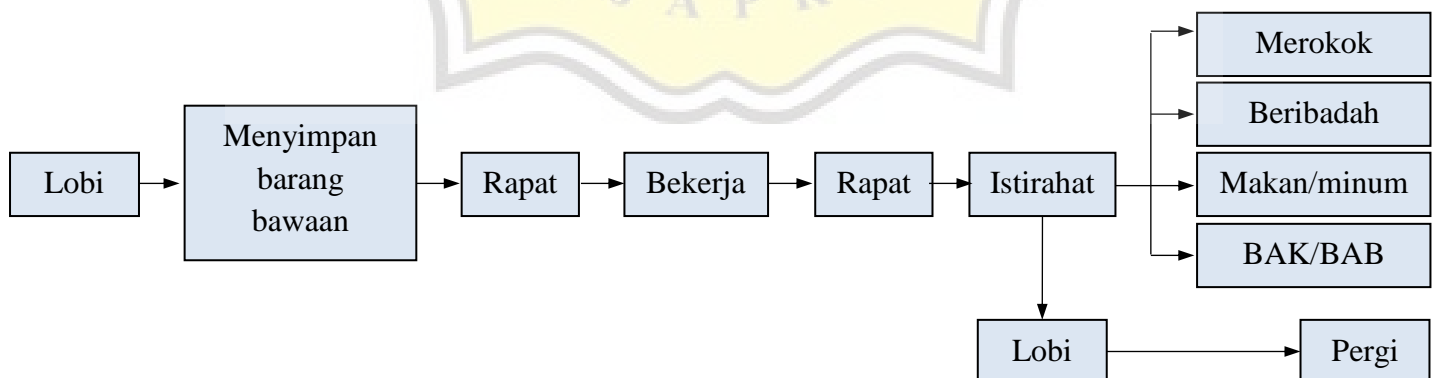 Merokok
Beribadah
Lobi
Menyimpan
barang
bawaan
Rapat
Bekerja
Rapat
Istirahat
Makan/minum
BAK/BAB
Lobi
Pergi